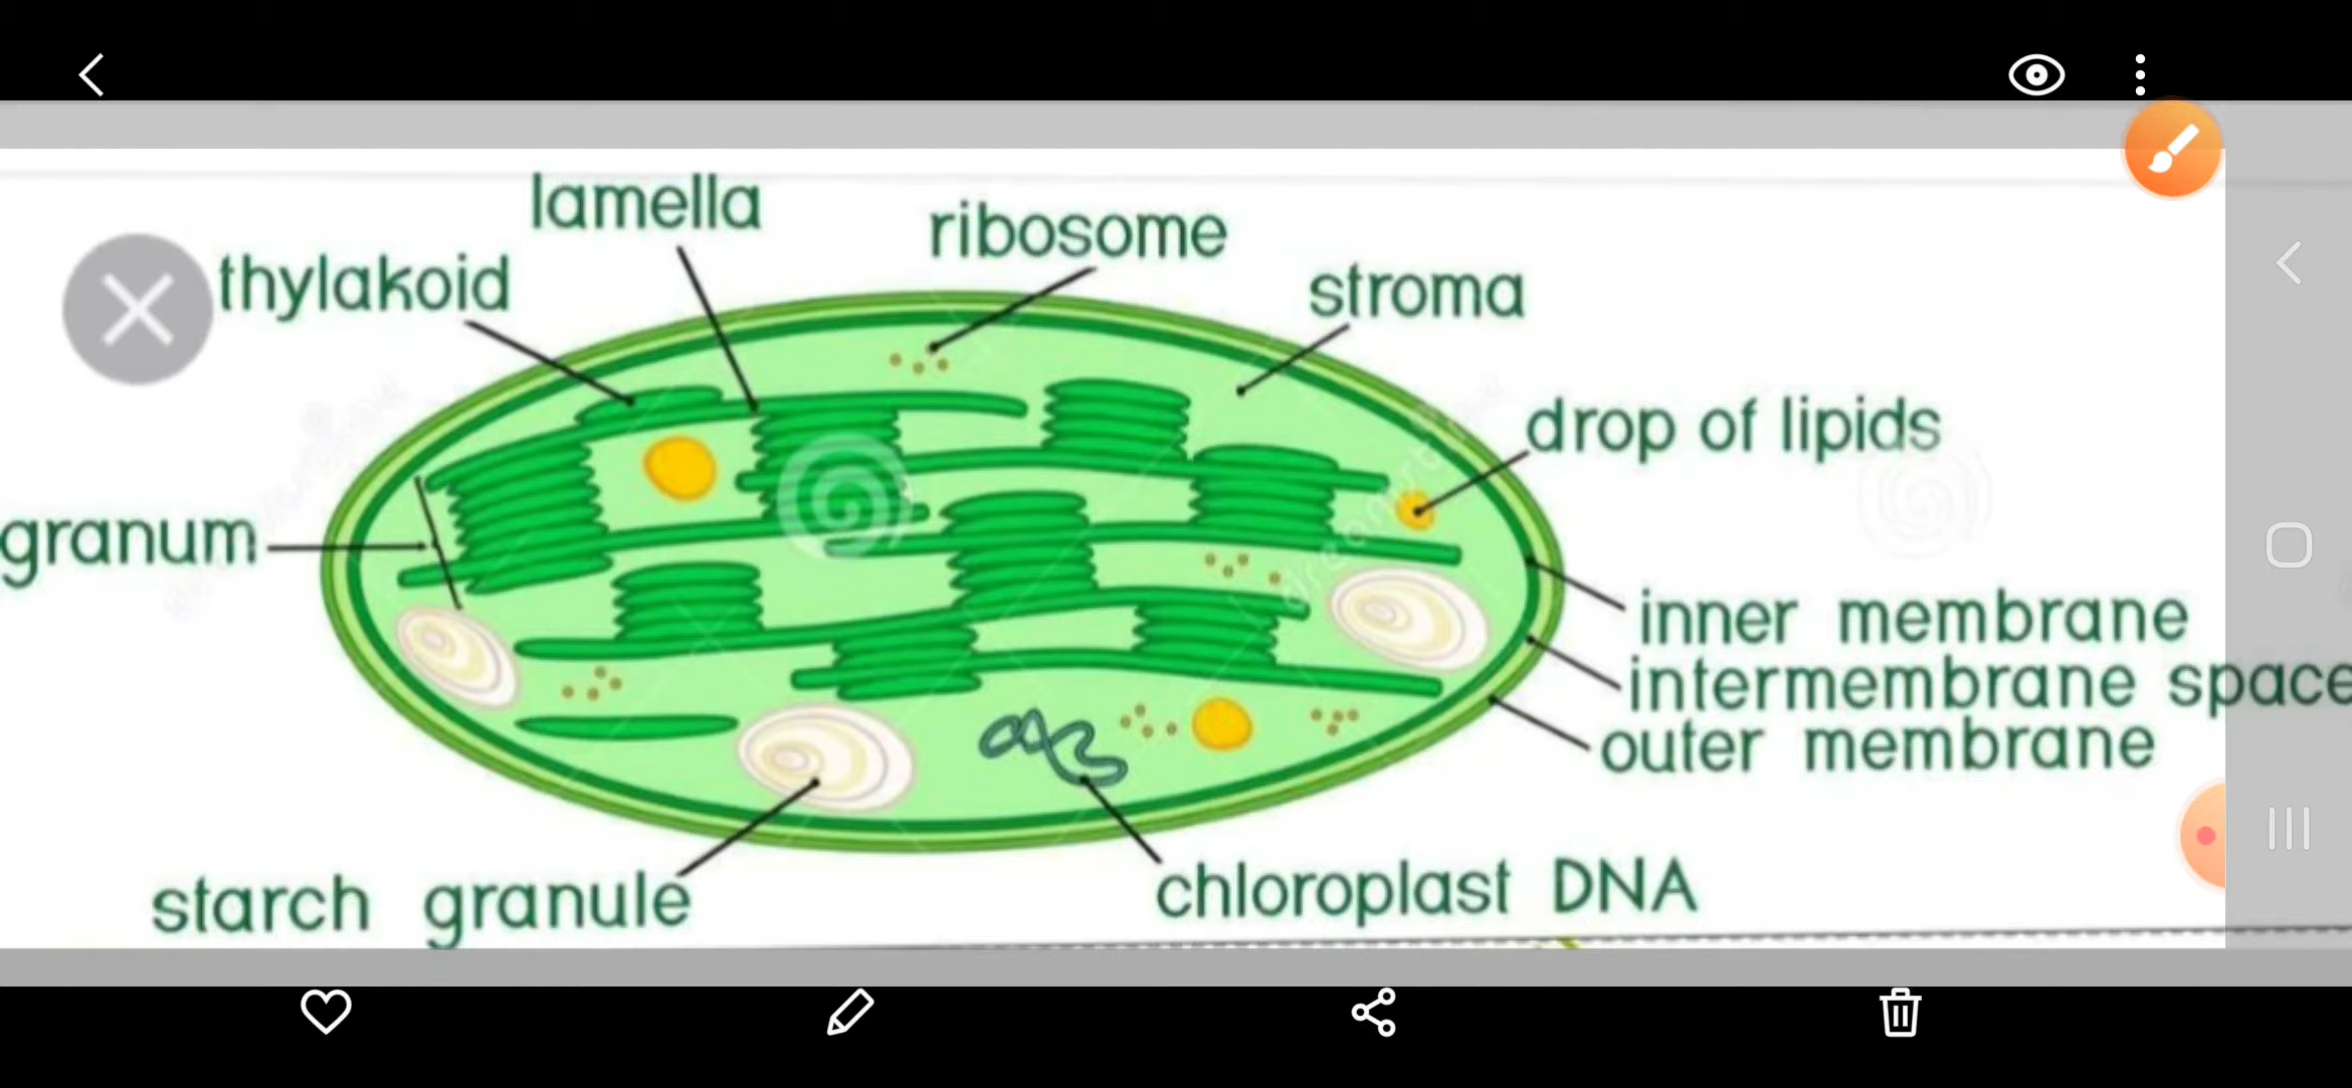 lamella
ribosome
thylakoid
stroma
drop of lipids
granum
inner membrane
intermembrane space
outer membrane
starch granule
chloroplast DNA